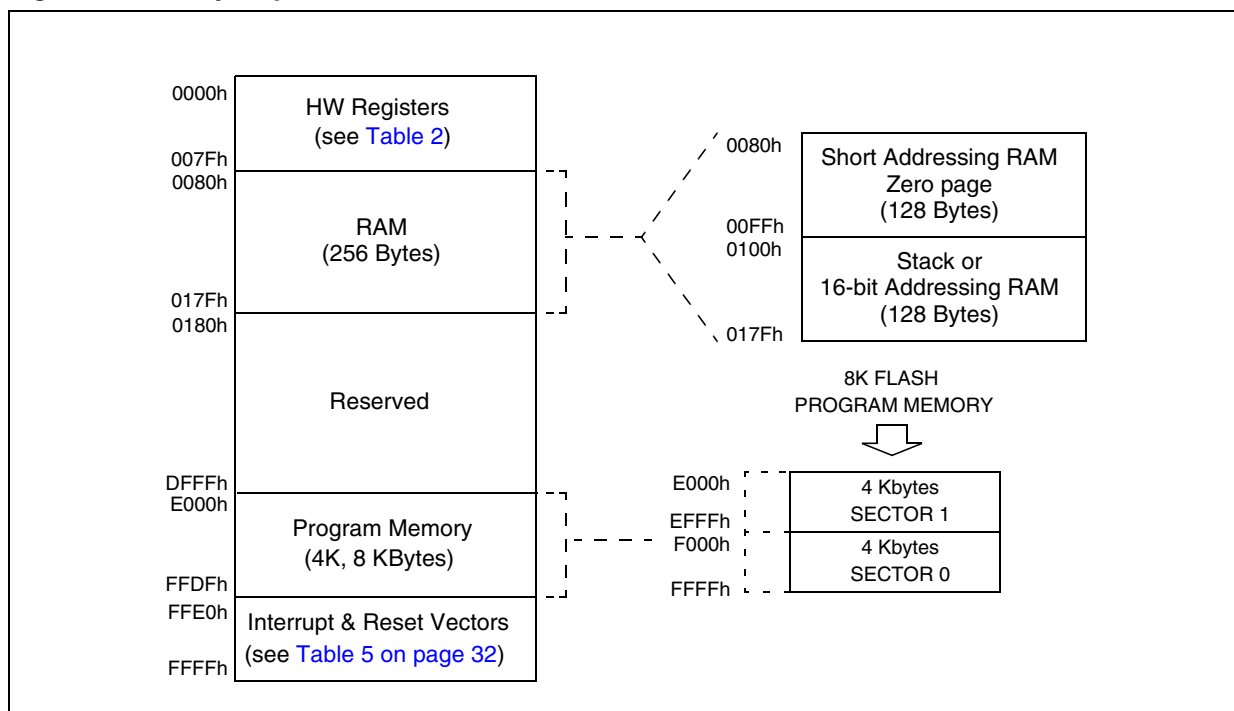 0000h
HW Registers
(see Table 2)
007Fh
0080h
RAM
(256 Bytes)
017Fh
0180h
Reserved
DFFFh
E000h
Program Memory
(4K, 8 KBytes)
FFDFh
FFE0h
Interrupt & Reset Vectors
(see Table 5 on page 32)
FFFFh
0080h
Short Addressing RAM
Zero page
(128 Bytes)
00FFh
0100h
Stack or
16-bit Addressing RAM
(128 Bytes)
017Fh
8K FLASH
PROGRAM MEMORY
E000h
4 Kbytes
SECTOR 1
EFFFh
F000h
4 Kbytes
SECTOR 0
FFFFh